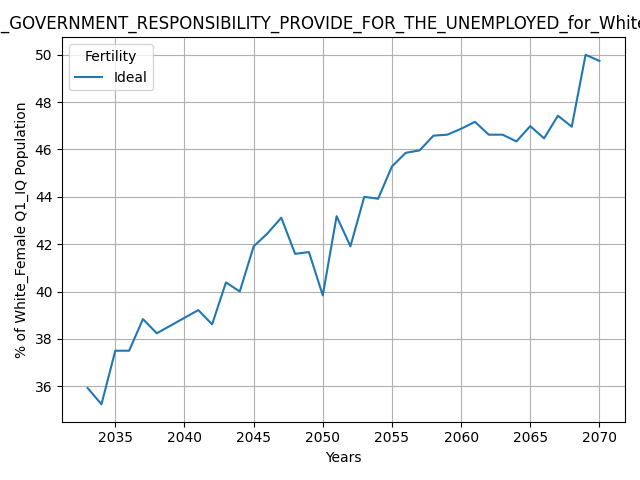 _GOVERNMENT_RESPONSIBILITY_PROVIDE_FOR_THE_UNEMPLOYED_for_White
Fertility
Ideal
% of White_Female Q1_IQ Population
50
48
46
44
42
40
38
36
2035 2040 2045 2050 2055 2060 2065 2070
Years